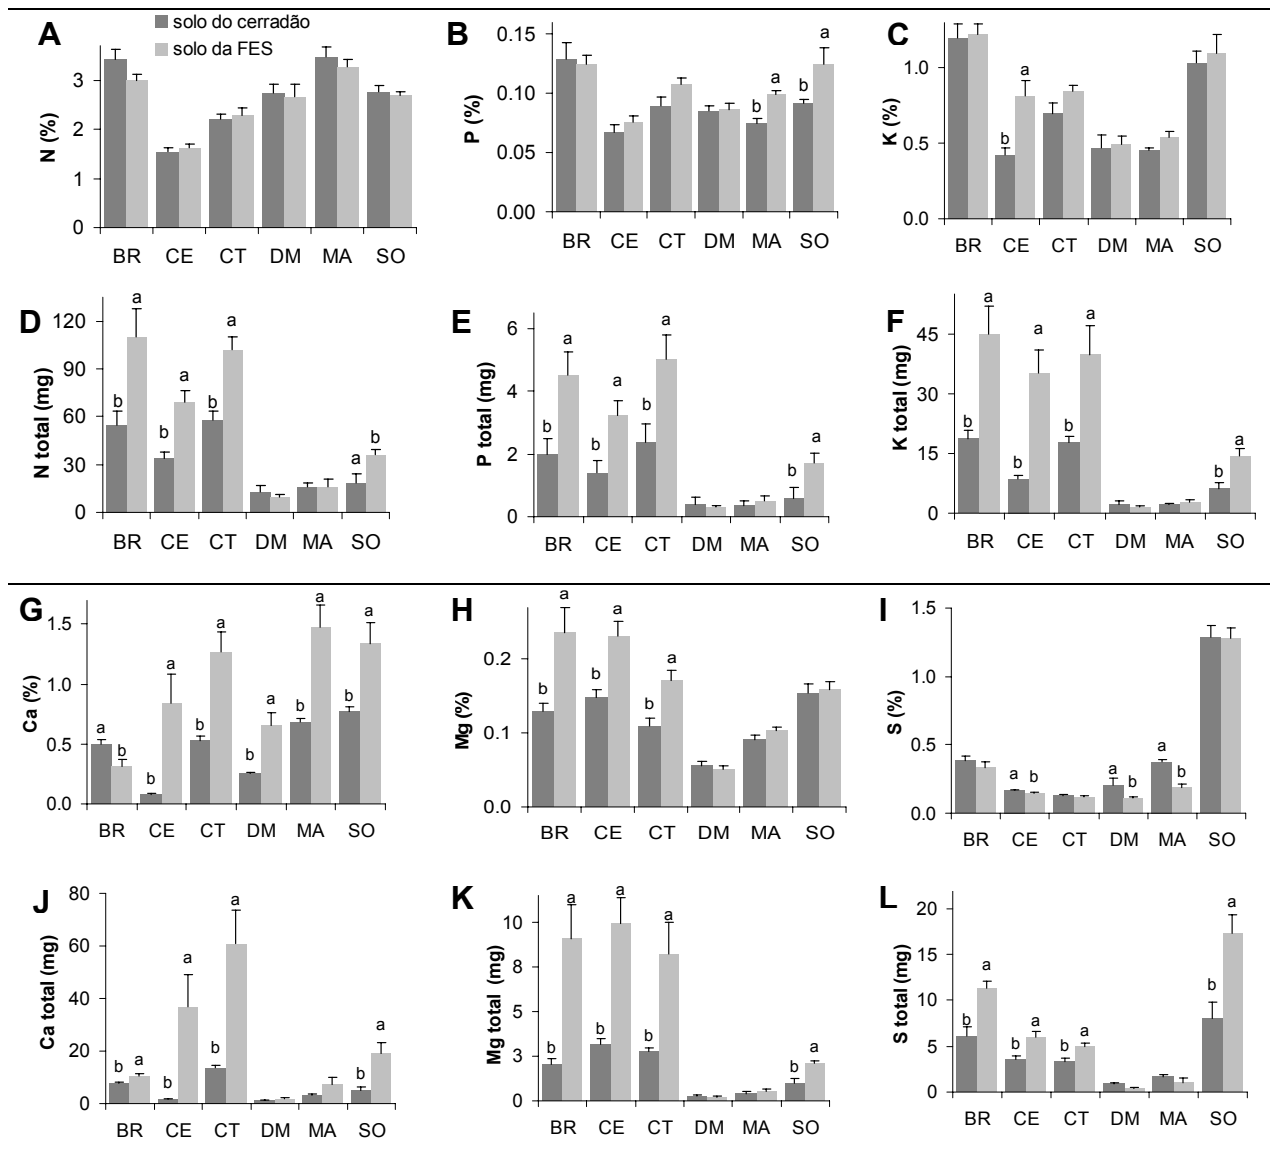 solo do cerradão
solo da FES
A
N (%)
3
2
1
0
BR CE CT DM MA SO
B
P (%)
0.15
0.10
0.05
0.00
b a b a
BR CE CT DM MA SO
C
K (%)
1.0
0.5
0.0
b a
BR CE CT DM MA SO
D
N total (mg)
120
90
60
30
0
b a b a b a a b
BR CE CT DM MA SO
E
P total (mg)
6
4
2
0
b a b a b a b a
BR CE CT DM MA SO
F
K total (mg)
45
30
15
0
b a b a b a b a
BR CE CT DM MA SO
G
Ca (%)
1.5
1.0
0.5
0.0
a b b a b a b a b a b a
BR CE CT DM MA SO
H
Mg (%)
0.2
0.1
0.0
b a b a b a
BR CE CT DM MA SO
I
S (%)
1.5
1.0
0.5
0.0
a b a b a b
BR CE CT DM MA SO
J
Ca total (mg)
80
60
40
20
0
b a b a b a b a
BR CE CT DM MA SO
K
Mg total (mg)
10
8
5
3
0
b a b a b a b a
BR CE CT DM MA SO
L
S total (mg)
20
15
10
5
0
b a b a b a b a
BR CE CT DM MA SO